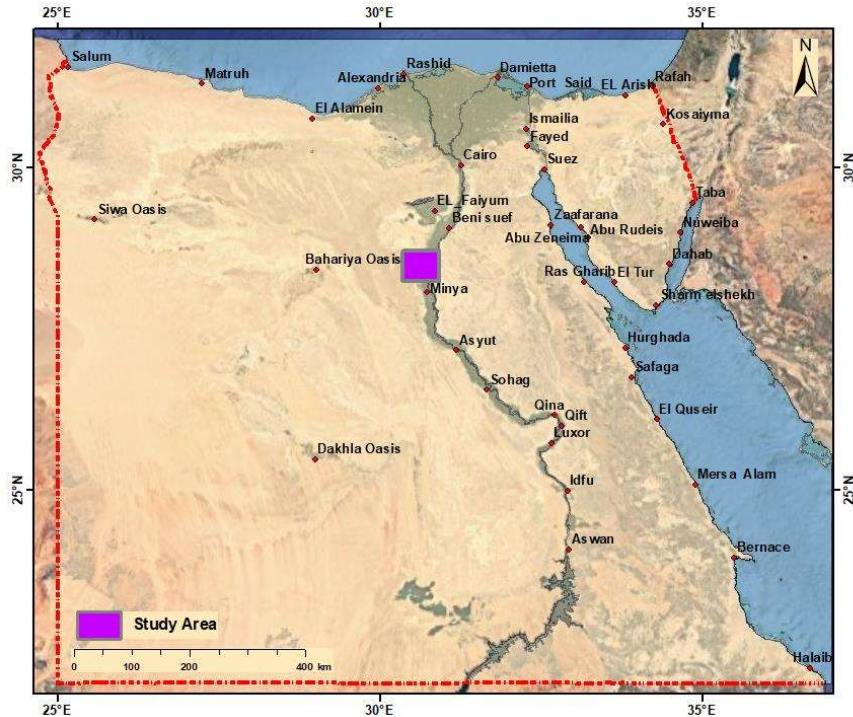 25°E 30°E 35°E
N
Salum
Matruh
Alexandria
Rashid
Damietta
Port Said
EL Arish
Rafah
El Alamein
Kosaiyma
Ismailia
Fayed
Cairo
Suez
30°N
30°N
Taba
Siwa Oasis
EL_Faiyum
Beni suef
Zaafarana
Abu Rudeis
Nuweiba
Abu Zeneima
Bahariya Oasis
Dahab
Ras Gharib
El Tur
Minya
Sharm elshekh
Asyut
Hurghada
Safaga
Sohag
Qina
Qift
El Quseir
Luxor
Dakhla Oasis
25°N
25°N
Idfu
Mersa Alam
Aswan
Bernace
Study Area
0 100 200 400 km
Halaib
25°E 30°E 35°E